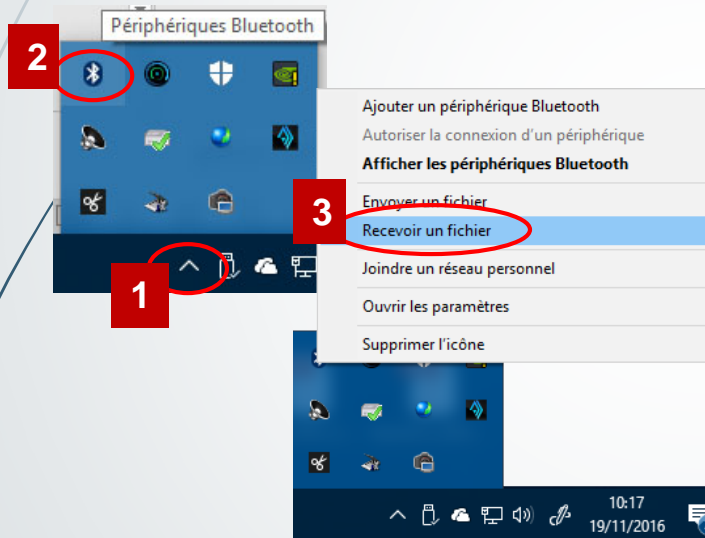 Périphériques Bluetooth
2
Ajouter un périphérique Bluetooth
Autoriser la connexion d'un périphérique
Afficher les périphériques Bluetooth
3
Envoyer un fichier
Recevoir un fichier
Joindre un réseau personnel
1
Ouvrir les paramètres
Supprimer l'icône
10:17
19/11/2016